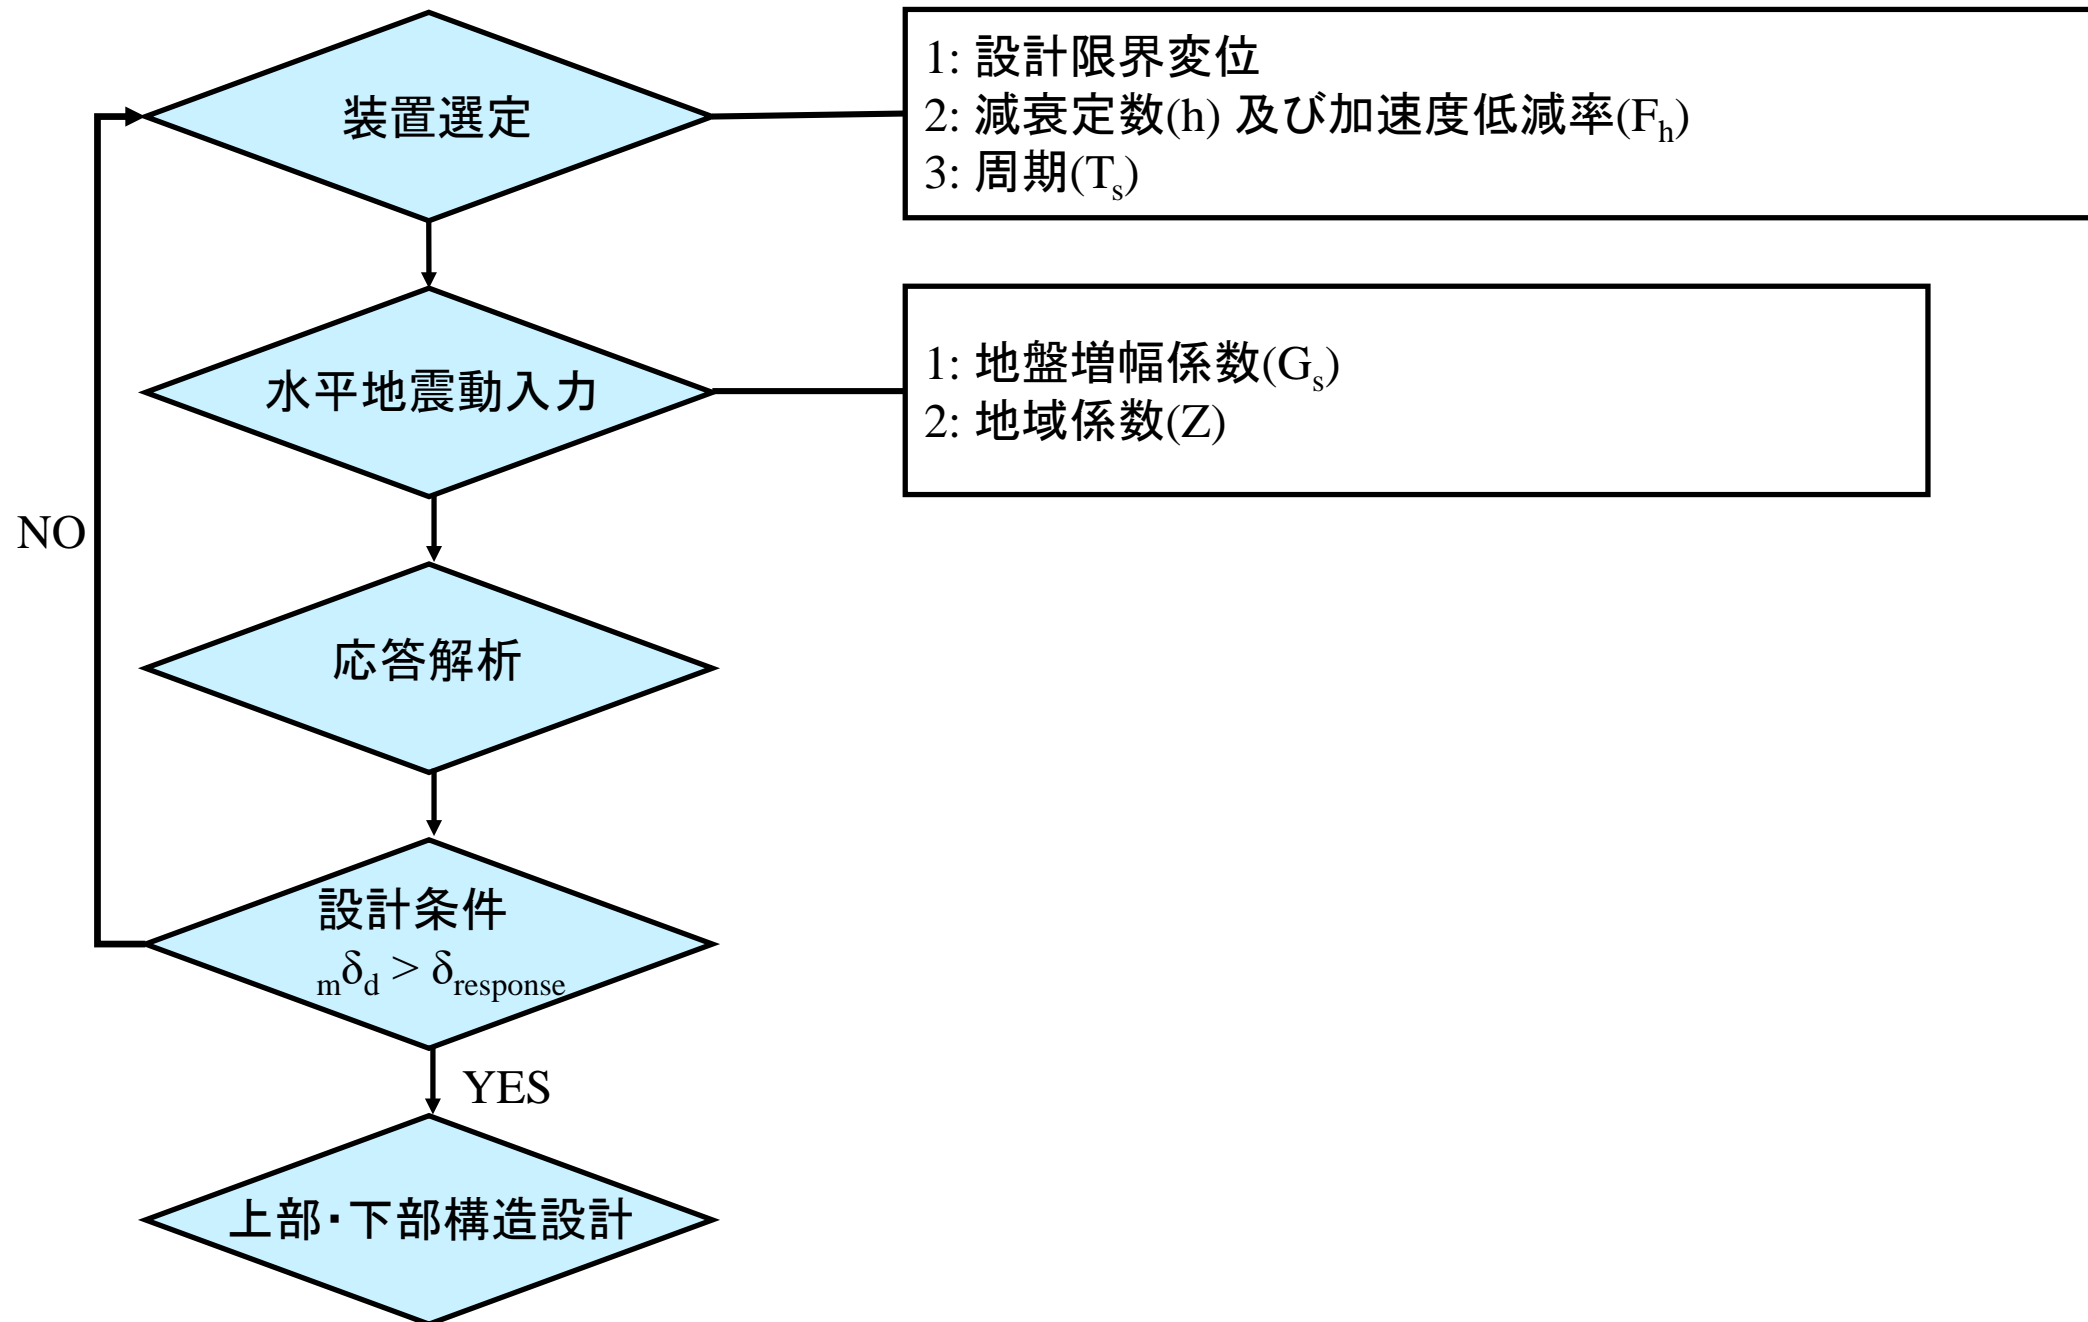 装置選定
1: 設計限界変位
2: 減衰定数(h) 及び加速度低減率(Fh)
3: 周期(Ts)
水平地震動入力
1: 地盤増幅係数(Gs)
2: 地域係数(Z)
NO
応答解析
設計条件
mδd > δresponse
YES
上部・下部構造設計